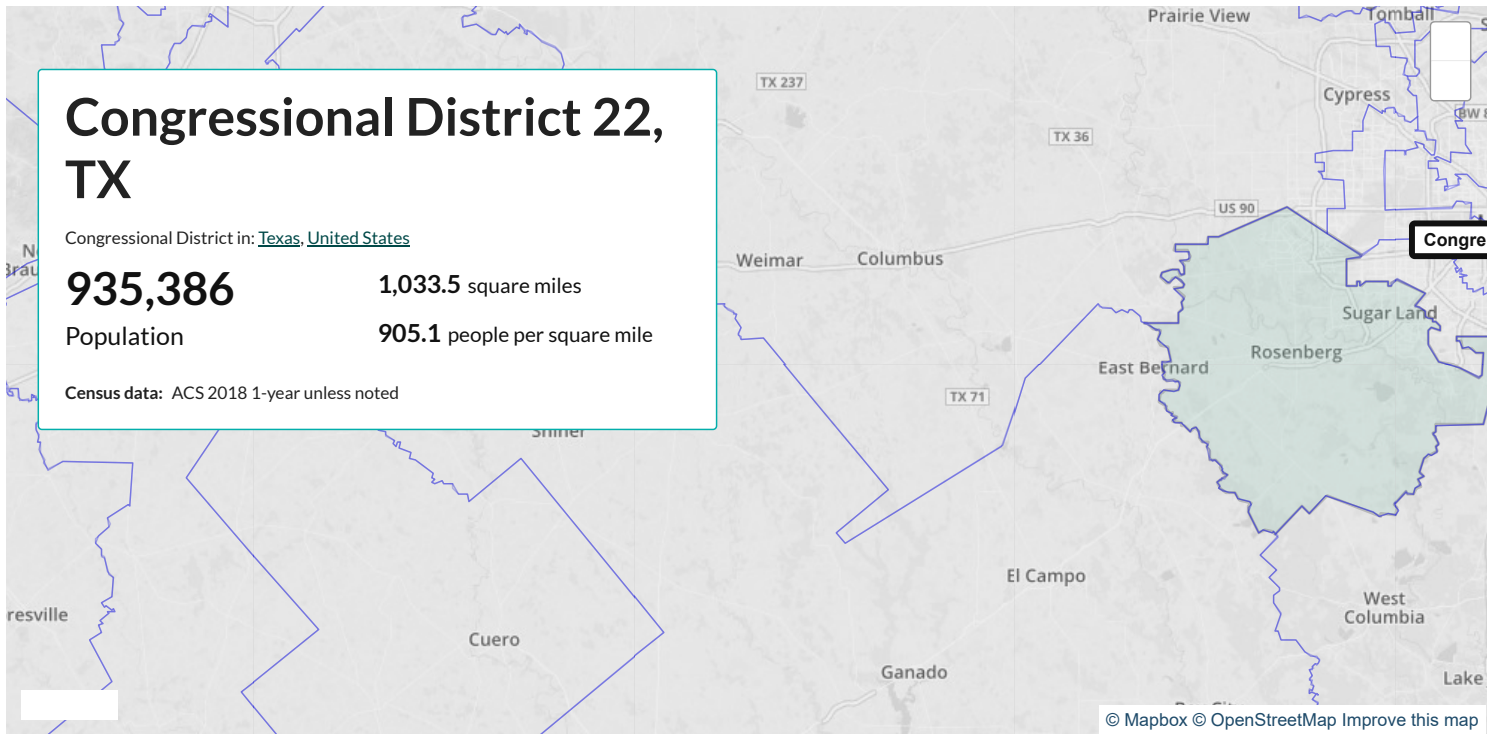 Prairie View
Tomball
TX 237
Cypress
TX 36
Congressional District 22,
TX
Congressional District in: Texas, United States
935,386
Population
1,033.5 square miles
905.1 people per square mile
Census data: ACS 2018 1-year unless noted
US 90
Weimar
Columbus
Congre
Sugar Land
Rosenberg
East Bernard
TX 71
Shiner
El Campo
West
Columbia
resville
Cuero
Ganado
Lake
© Mapbox © OpenStreetMap Improve this map